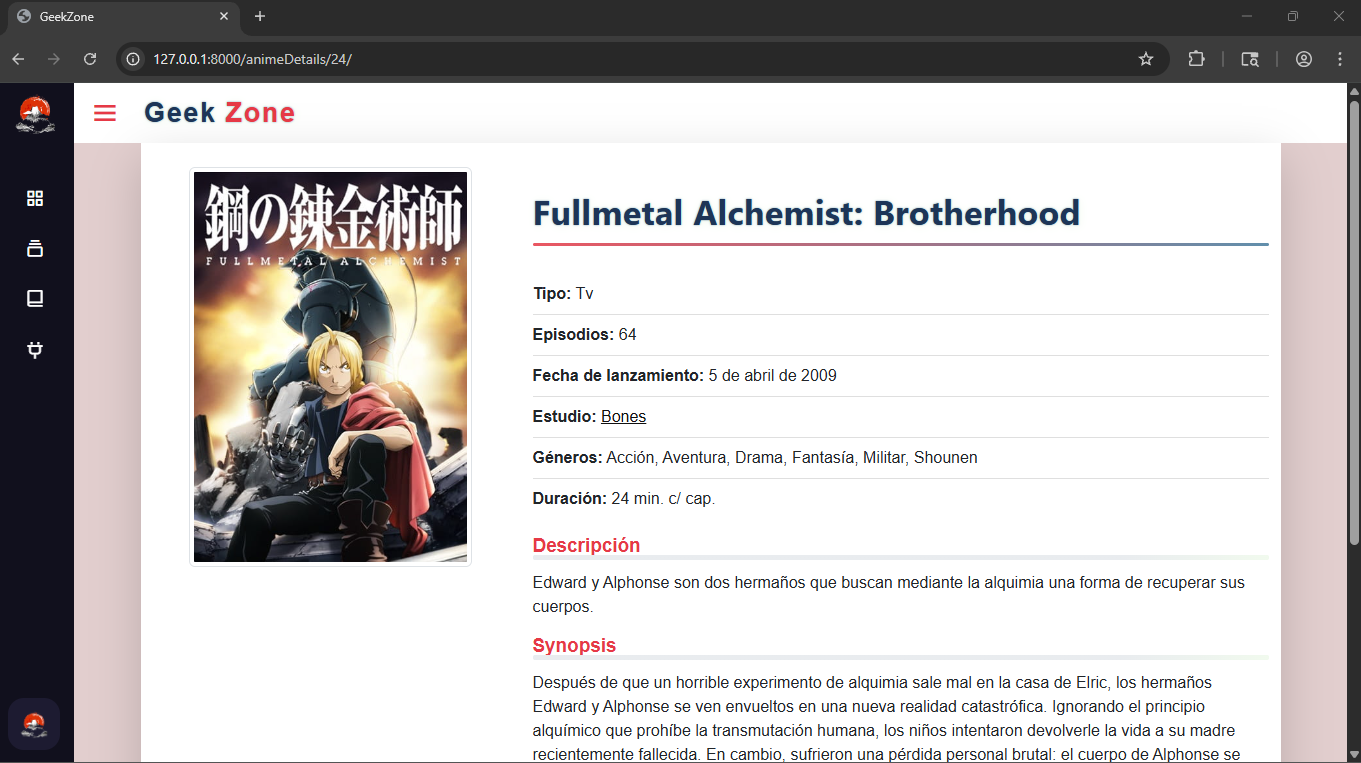 GeekZone
127.0.0.1:8000/animeDetails/24/
Geek Zone
鋼の錬金術師
FULLMETAL ALCHEMIST
Fullmetal Alchemist: Brotherhood
Tipo: Tv
Episodios: 64
Fecha de lanzamiento: 5 de abril de 2009
Estudio: Bones
Géneros: Acción, Aventura, Drama, Fantasía, Militar, Shounen
Duración: 24 min. c/ cap.
Descripción
Edward y Alphonse son dos hermaños que buscan mediante la alquimia una forma de recuperar sus
cuerpos.
Synopsis
Después de que un horrible experimento de alquimia sale mal en la casa de Elric, los hermaños
Edward y Alphonse se ven envueltos en una nueva realidad catastrófica. Ignorando el principio
alquímico que prohíbe la transmutación humana, los niños intentaron devolverle la vida a su madre
recientemente fallecida. En cambio, sufrieron una pérdida personal brutal: el cuerpo de Alphonse se